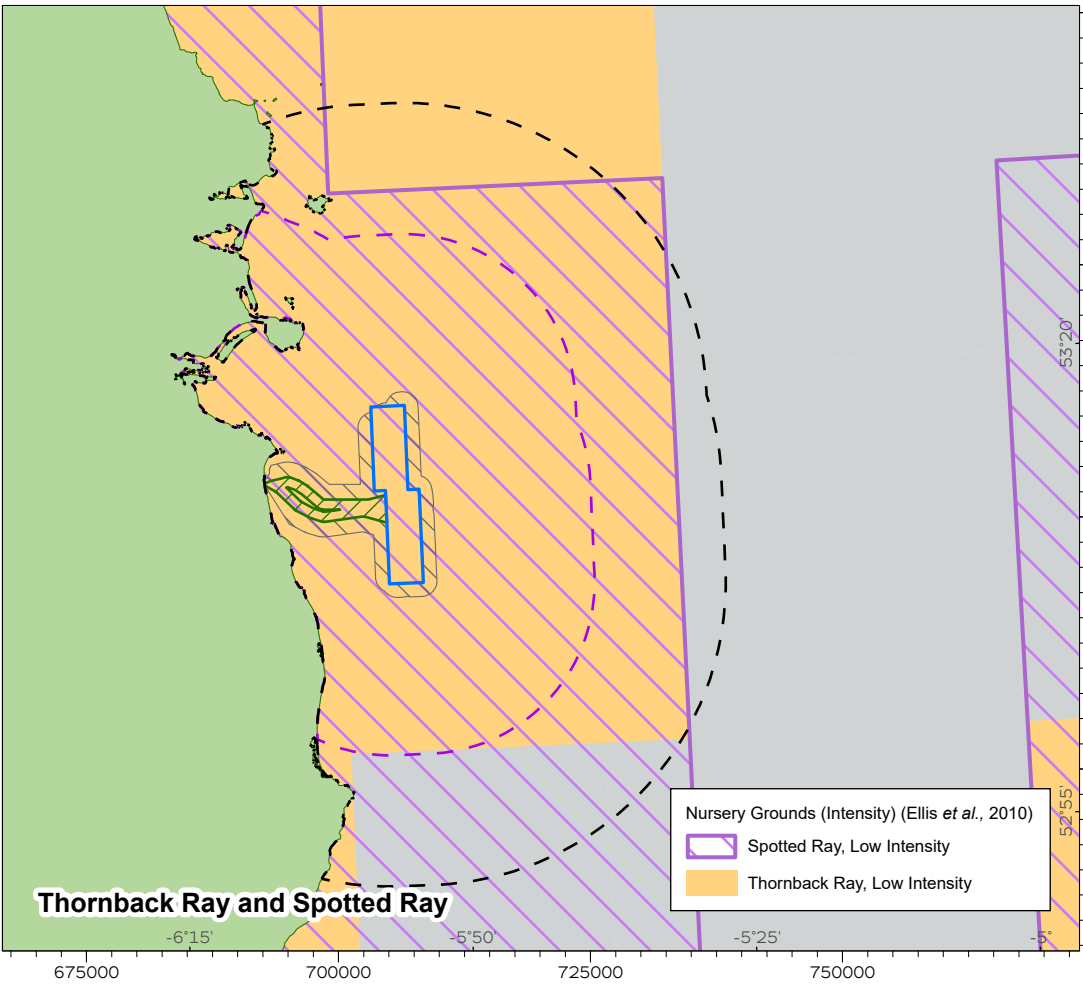 53°20'
Nursery Grounds (Intensity) (Ellis et al., 2010)
Spotted Ray, Low Intensity
Thornback Ray, Low Intensity
52°55'
Thornback Ray and Spotted Ray
-6°15' -5°50' -5°25' -5°
675000 700000 725000 750000